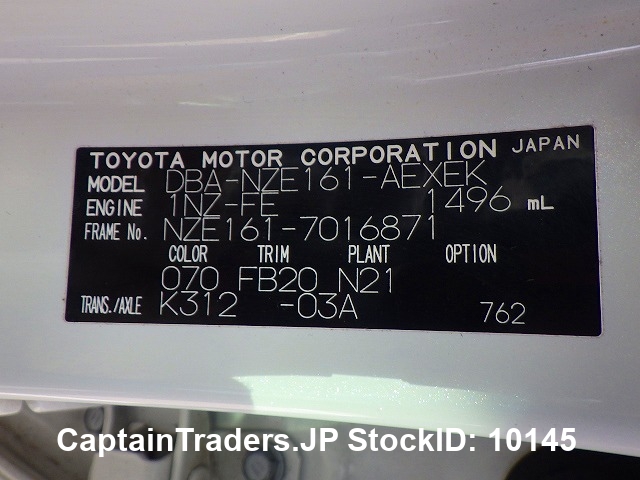 TOYOTA MOTOR CORPORATION JAPAN
MODEL DBA-NZE161-AEXEK
ENGINE 1NZ-FE 1496 mL
FRAME No. NZE161-7016871
COLOR TRIM PLANT OPTION
070 FB20 N21
TRANS./AXLE K312 -03A 762
CaptainTraders.JP StockID: 10145